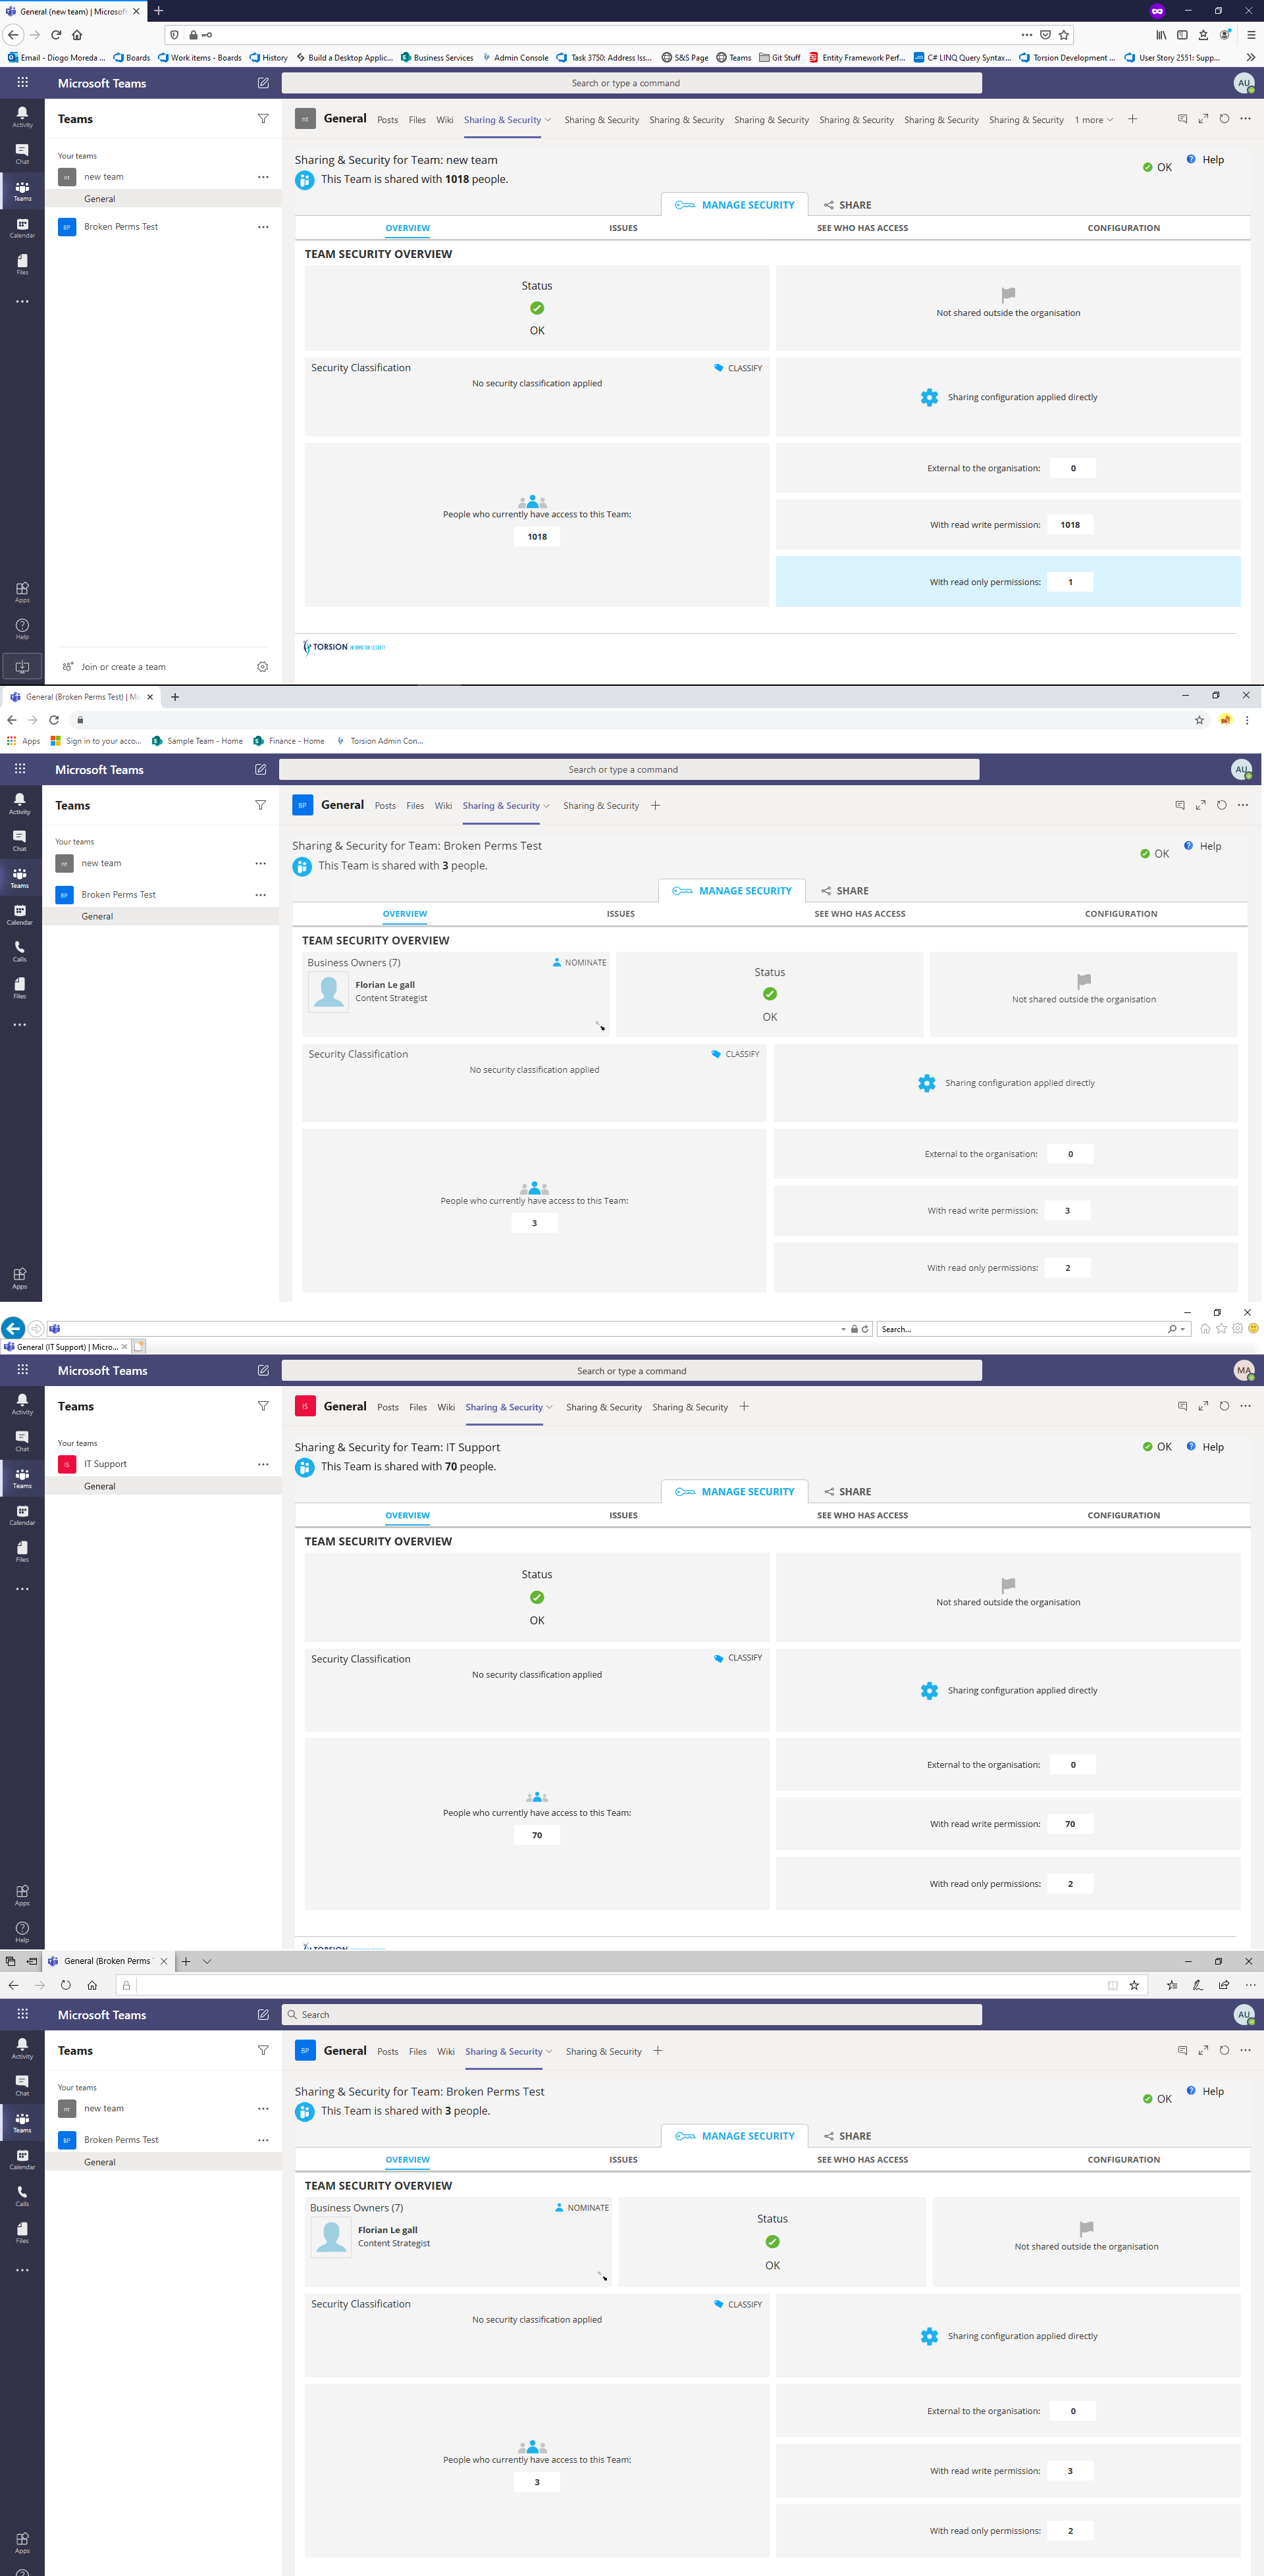 General (new team) | Microsoft
Email - Diogo Moreda ... Boards Work items - Boards History Build a Desktop Applic... Business Services Admin Console Task 3750: Address Iss... S&S Page Teams Git Stuff Entity Framework Perf... C# LINQ Query Syntax... Torsion Development ... User Story 2551: Supp...
Microsoft Teams Search or type a command AU
Activity Teams nt General Posts Files Wiki Sharing & Security Sharing & Security Sharing & Security Sharing & Security Sharing & Security Sharing & Security Sharing & Security 1 more
Chat Your teams Sharing & Security for Team: new team OK Help
Teams nt new team This Team is shared with 1018 people.
General MANAGE SECURITY SHARE
Calendar BP Broken Perms Test OVERVIEW ISSUES SEE WHO HAS ACCESS CONFIGURATION
Files TEAM SECURITY OVERVIEW
Status
OK Not shared outside the organisation
Security Classification CLASSIFY
No security classification applied Sharing configuration applied directly
External to the organisation: 0
People who currently have access to this Team: With read write permission: 1018
1018
Apps With read only permissions: 1
Help
Join or create a team TORSION INFORMATION SECURITY
General (Broken Perms Test) | Mi
Apps Sign in to your acco... Sample Team - Home Finance - Home Torsion Admin Con...
Microsoft Teams Search or type a command AU
Activity Teams BP General Posts Files Wiki Sharing & Security Sharing & Security
Chat Your teams Sharing & Security for Team: Broken Perms Test OK Help
nt new team This Team is shared with 3 people.
Teams BP Broken Perms Test MANAGE SECURITY SHARE
Calendar General OVERVIEW ISSUES SEE WHO HAS ACCESS CONFIGURATION
Calls TEAM SECURITY OVERVIEW
Files Business Owners (7) NOMINATE Status
Florian Le gall
Content Strategist OK Not shared outside the organisation
Security Classification CLASSIFY
No security classification applied Sharing configuration applied directly
External to the organisation: 0
People who currently have access to this Team: With read write permission: 3
3
Apps With read only permissions: 2
Search...
General (IT Support) | Micro...
Microsoft Teams Search or type a command MA
Activity Teams IS General Posts Files Wiki Sharing & Security Sharing & Security Sharing & Security
Chat Your teams Sharing & Security for Team: IT Support OK Help
IS IT Support This Team is shared with 70 people.
Teams General MANAGE SECURITY SHARE
Calendar OVERVIEW ISSUES SEE WHO HAS ACCESS CONFIGURATION
Files TEAM SECURITY OVERVIEW
Status
OK Not shared outside the organisation
Security Classification CLASSIFY
No security classification applied Sharing configuration applied directly
External to the organisation: 0
People who currently have access to this Team: With read write permission: 70
70
Apps With read only permissions: 2
Help
TORSION
General (Broken Perms
Microsoft Teams Search AU
Activity Teams BP General Posts Files Wiki Sharing & Security Sharing & Security
Chat Your teams Sharing & Security for Team: Broken Perms Test OK Help
nt new team This Team is shared with 3 people.
Teams BP Broken Perms Test MANAGE SECURITY SHARE
Calendar General OVERVIEW ISSUES SEE WHO HAS ACCESS CONFIGURATION
Calls TEAM SECURITY OVERVIEW
Files Business Owners (7) NOMINATE Status
Florian Le gall
Content Strategist OK Not shared outside the organisation
Security Classification CLASSIFY
No security classification applied Sharing configuration applied directly
External to the organisation: 0
People who currently have access to this Team: With read write permission: 3
3
Apps With read only permissions: 2